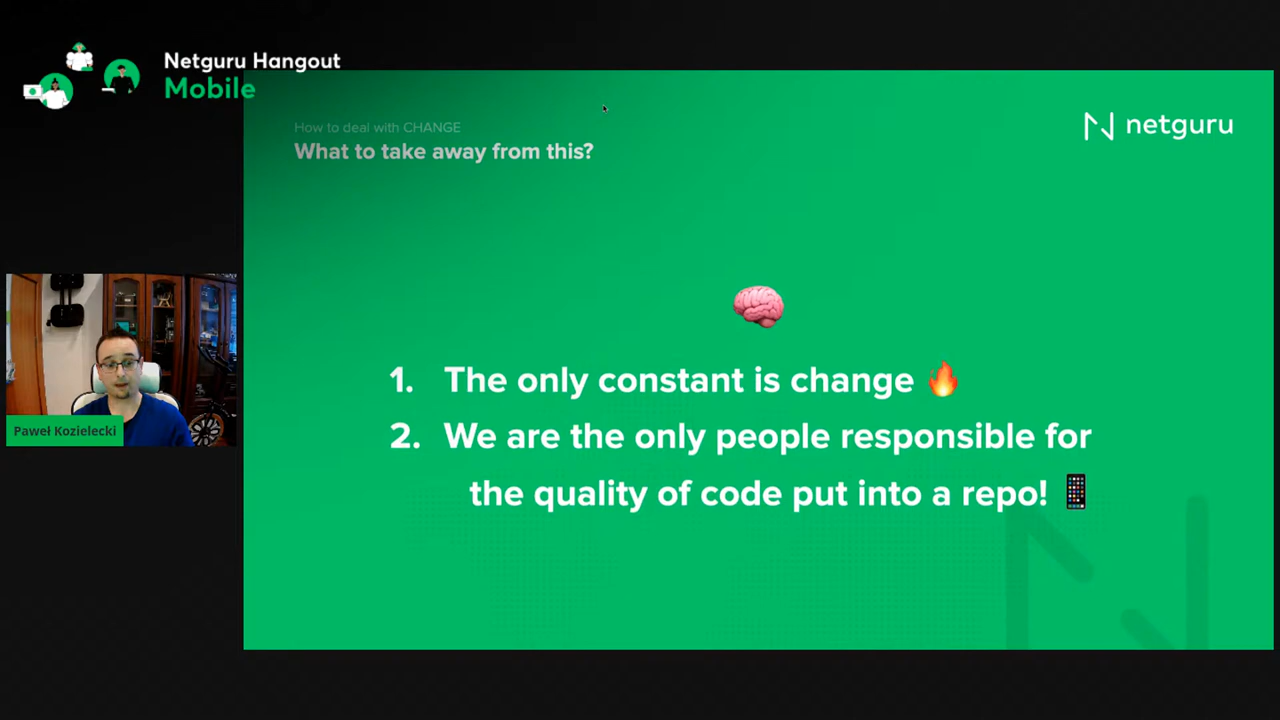 Netguru Hangout
Mobile
How to deal with CHANGE
What to take away from this?
netguru
1. The only constant is change 🔥
2. We are the only people responsible for
the quality of code put into a repo! 📱
Paweł Kozielecki